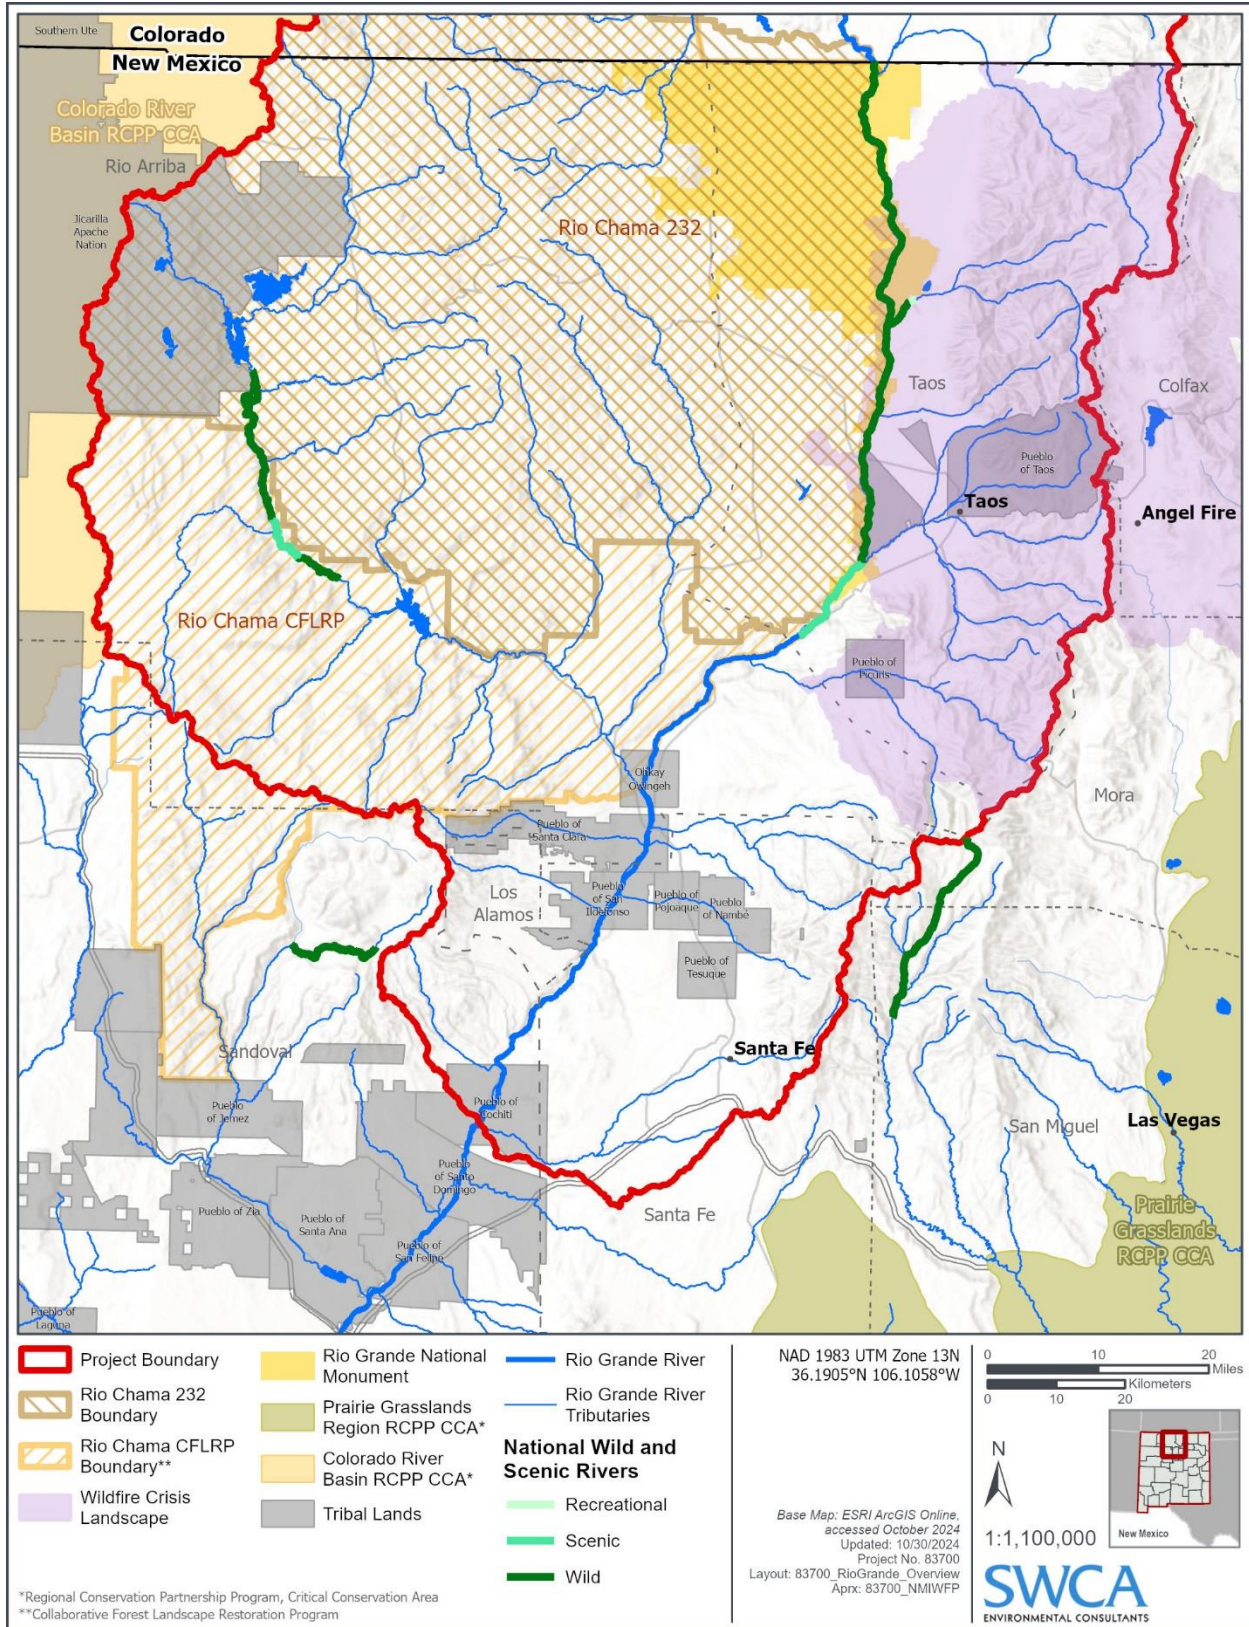 Southern Ute
Colorado
New Mexico
Colorado River
Basin RCPP CCA
Rio Arriba
Jicarilla
Apache
Nation
Rio Chama 232
Taos
Colfax
Pueblo
of Taos
Taos
Angel Fire
Rio Chama CFLRP
Pueblo of
Picuris
Ohkay
Owingeh
Mora
Pueblo of
Santa Clara
Los
Alamos
Pueblo
of San
Ildefonso
Pueblo of
Pojoaque
Pueblo
of Nambé
Pueblo of
Tesuque
Sandoval
Santa Fe
Pueblo of
Cochiti
Pueblo
of Jemez
San Miguel
Las Vegas
Pueblo
of Santo
Domingo
Pueblo of Zia
Pueblo of
Santa Ana
Santa Fe
Prairie
Grasslands
RCPP CCA
Pueblo of
San Felipe
Pueblo of
Laguna
Project Boundary
Rio Chama 232
Boundary
Rio Chama CFLRP
Boundary**
Wildfire Crisis
Landscape
Rio Grande National
Monument
Prairie Grasslands
Region RCPP CCA*
Colorado River
Basin RCPP CCA*
Tribal Lands
Rio Grande River
Rio Grande River
Tributaries
National Wild and
Scenic Rivers
Recreational
Scenic
Wild
*Regional Conservation Partnership Program, Critical Conservation Area
**Collaborative Forest Landscape Restoration Program
NAD 1983 UTM Zone 13N
36.1905°N 106.1058°W
Base Map: ESRI ArcGIS Online,
accessed October 2024
Updated: 10/30/2024
Project No. 83700
Layout: 83700_RioGrande_Overview
Aprx: 83700_NMIWFP
0 10 20
Miles
Kilometers
0 10 20
N
1:1,100,000
New Mexico
SWCA
ENVIRONMENTAL CONSULTANTS